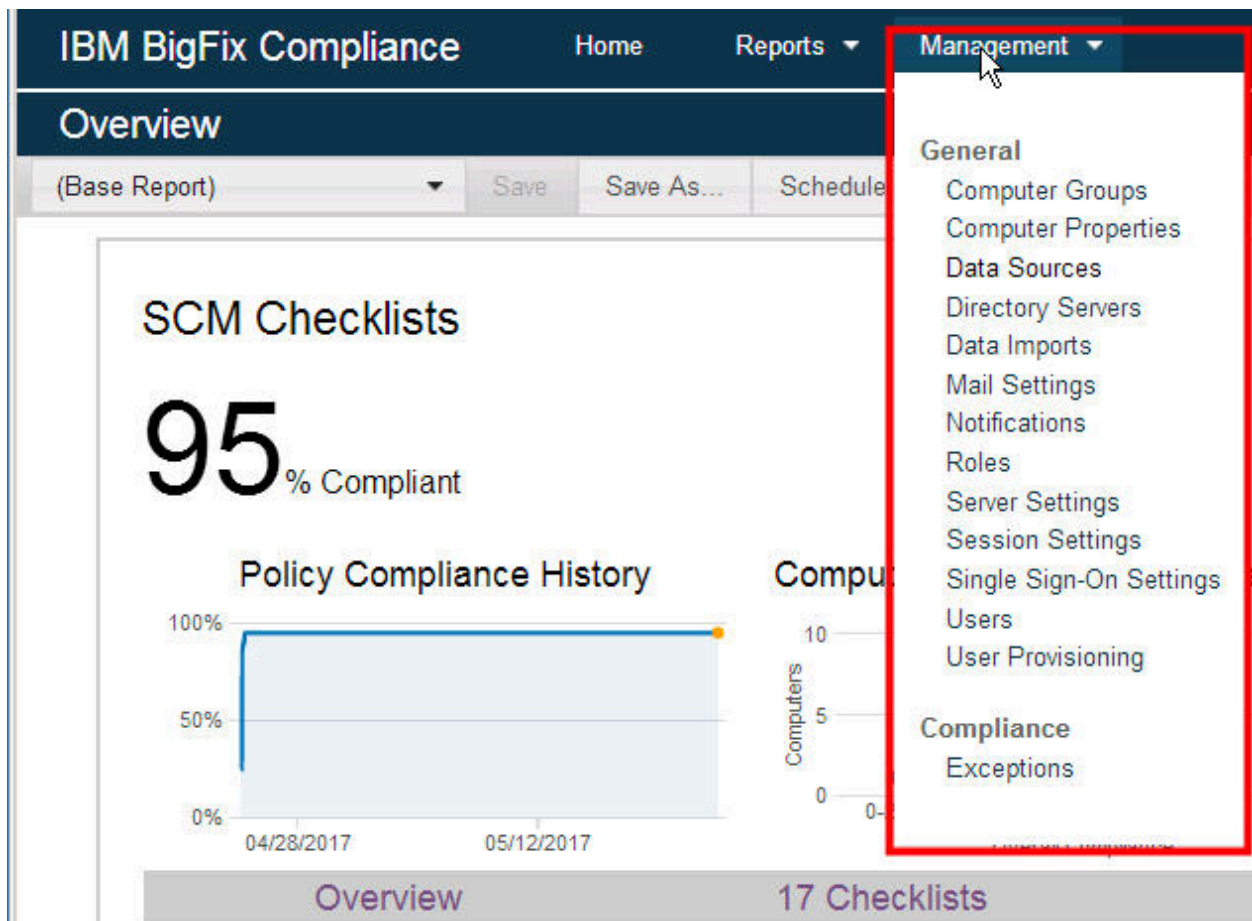 IBM BigFix Compliance Home Reports Management
Overview
(Base Report) Save Save As... Schedule
General
Computer Groups
Computer Properties
Data Sources
Directory Servers
Data Imports
Mail Settings
Notifications
Roles
Server Settings
Session Settings
Single Sign-On Settings
Users
User Provisioning
Compliance
Exceptions
SCM Checklists
95% Compliant
Policy Compliance History
100%
50%
0%
04/28/2017 05/12/2017
Compu
Computers
10
5
0
0-
Overview 17 Checklists